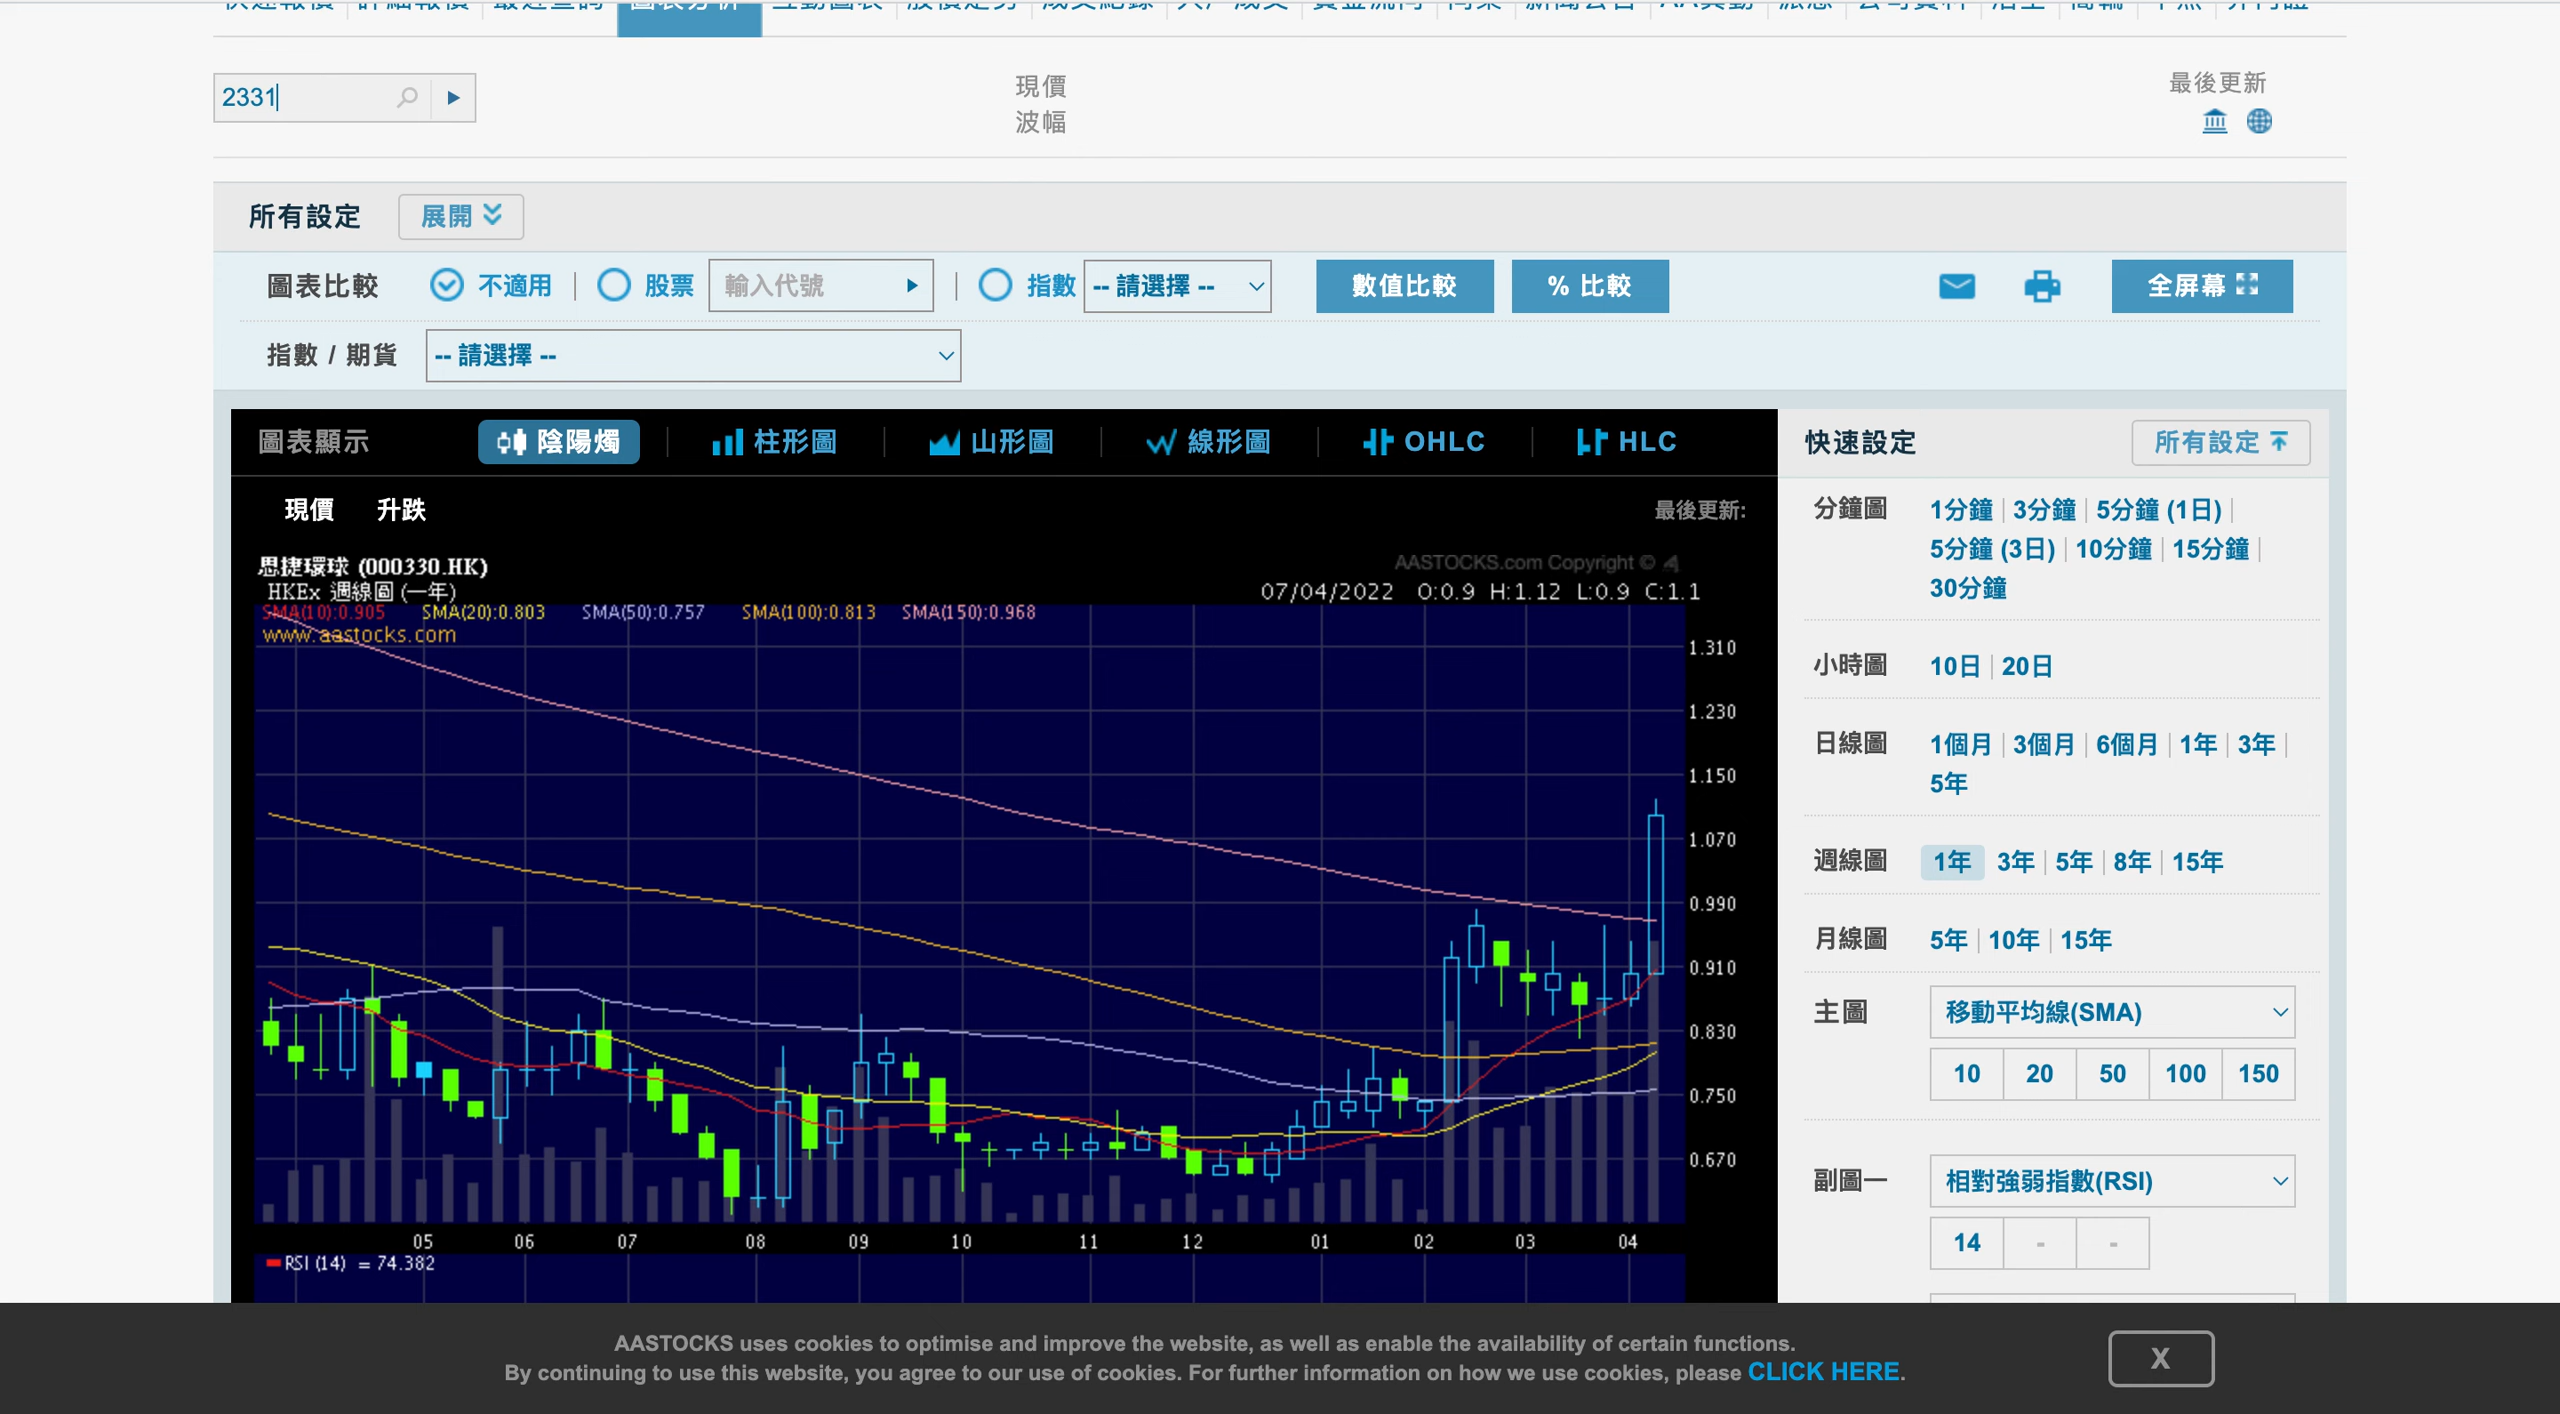 圖表分析
2331
現價
波幅
最後更新
所有設定 展開
圖表比較 不適用 股票 輸入代號 指數 -- 請選擇 -- 數值比較 % 比較 全屏幕
指數 / 期貨 -- 請選擇 --
圖表顯示 陰陽燭 柱形圖 山形圖 線形圖 OHLC HLC
現價 升跌 最後更新:
思捷環球 (000330.HK) AASTOCKS.com Copyright ©
HKEx 週線圖 (一年) 07/04/2022 O:0.9 H:1.12 L:0.9 C:1.1
SMA(10):0.905 SMA(20):0.803 SMA(50):0.757 SMA(100):0.813 SMA(150):0.968
www.aastocks.com
1.310
1.230
1.150
1.070
0.990
0.910
0.830
0.750
0.670
05 06 07 08 09 10 11 12 01 02 03 04
RSI (14) = 74.382
快速設定 所有設定
分鐘圖 1分鐘 3分鐘 5分鐘 (1日)
5分鐘 (3日) 10分鐘 15分鐘
30分鐘
小時圖 10日 20日
日線圖 1個月 3個月 6個月 1年 3年
5年
週線圖 1年 3年 5年 8年 15年
月線圖 5年 10年 15年
主圖 移動平均線(SMA)
10 20 50 100 150
副圖一 相對強弱指數(RSI)
14 - -
AASTOCKS uses cookies to optimise and improve the website, as well as enable the availability of certain functions.
By continuing to use this website, you agree to our use of cookies. For further information on how we use cookies, please CLICK HERE.
X